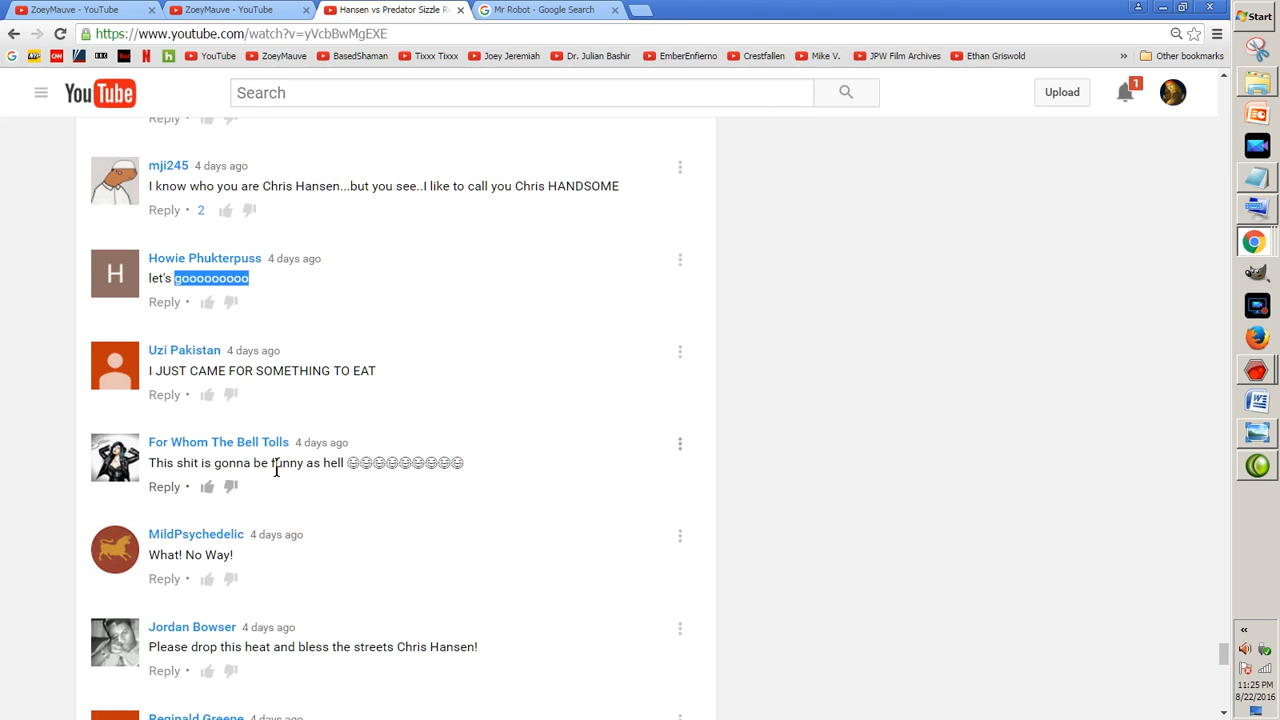 ZoeyMauve - YouTube
ZoeyMauve - YouTube
Hansen vs Predator Sizzle R
Mr Robot - Google Search
https://www.youtube.com/watch?v=yVcbBwMgEXE
YouTube
ZoeyMauve
BasedShaman
Tixxx Tixxx
Joey Jeremiah
Dr. Julian Bashir
EmberEnfierno
Crestfallen
Mike V.
JPW Film Archives
Ethan Griswold
»
Other bookmarks
Start
YouTube
Search
Upload
1
Reply
mji245 4 days ago
I know who you are Chris Hansen...but you see..I like to call you Chris HANDSOME
Reply • 2
H
Howie Phukterpuss 4 days ago
let's gooooooooo
Reply •
Uzi Pakistan 4 days ago
I JUST CAME FOR SOMETHING TO EAT
Reply •
For Whom The Bell Tolls 4 days ago
This shit is gonna be funny as hell 😊😊😊😊😊😊😊😊😊
Reply •
MildPsychedelic 4 days ago
What! No Way!
Reply •
Jordan Bowser 4 days ago
Please drop this heat and bless the streets Chris Hansen!
Reply •
Reginald Greene 4 days ago
11:25 PM
8/22/2016